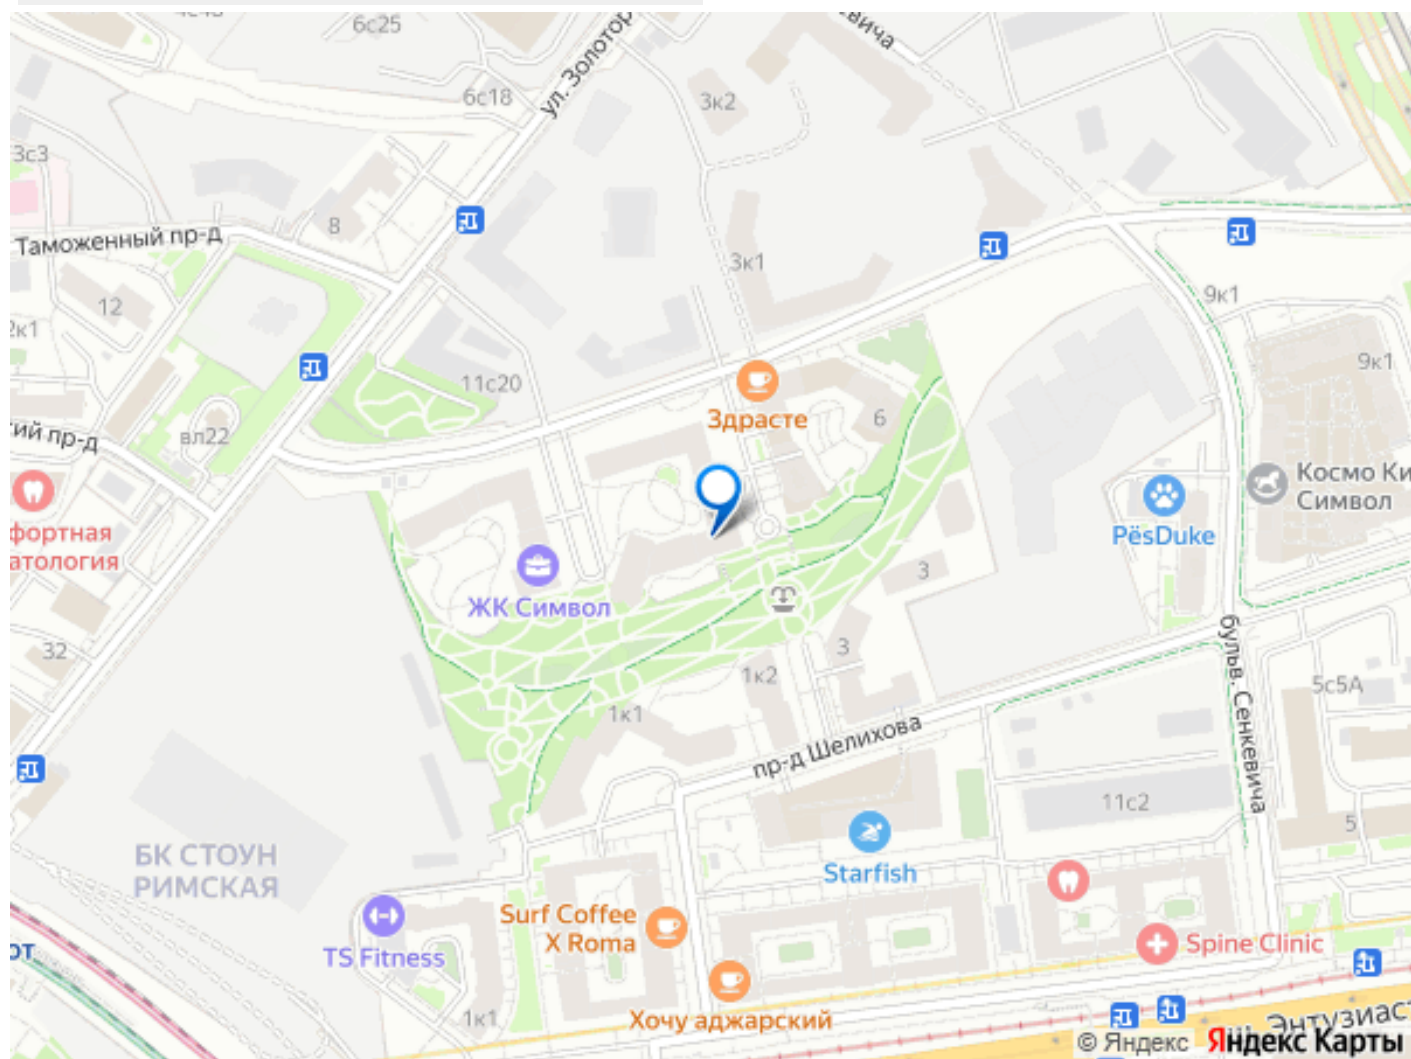 6с25
ул. Золотор
евича
6с18
3к2
3с3
Таможенный пр-д
8
3к1
12
9к1
2к1
11с20
9к1
Здрасте
6
ий пр-д
вл22
Космо Ки
Символ
фортная
атология
PёsDuke
3
ЖК Символ
32
3
1к2
бульв. Сенкевича
5с5А
1к1
пр-д Шелихова
11с2
5
БК СТОУН
РИМСКАЯ
Starfish
Surf Coffee
X Roma
TS Fitness
Spine Clinic
от
1к1
Хочу аджарский
ш. Энтузиаст
© Яндекс Яндекс Карты